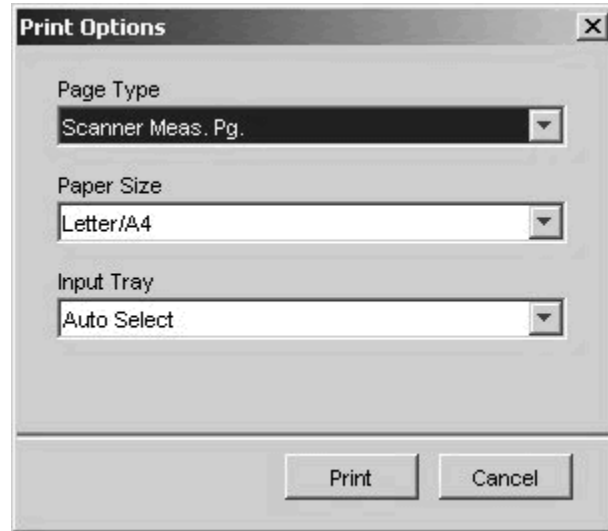 Print Options
Page Type
Scanner Meas. Pg.
Paper Size
Letter/A4
Input Tray
Auto Select
Print
Cancel